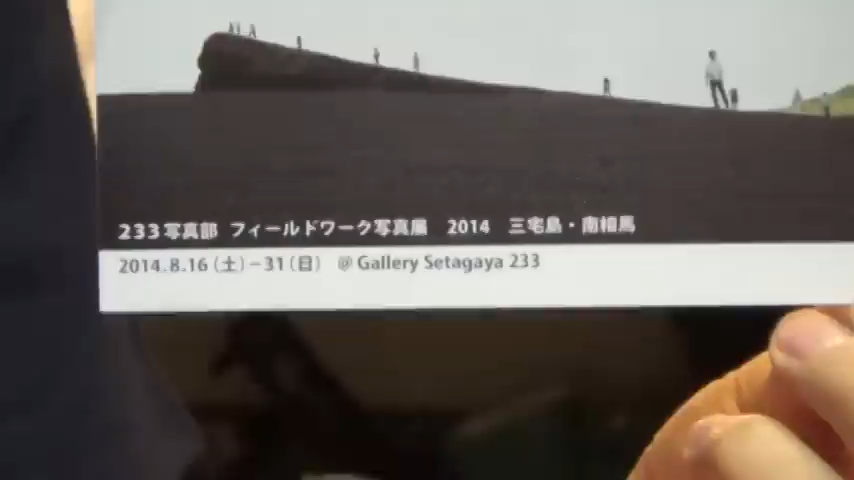 233写真部 フィールドワーク写真展 2014 三宅島・南相馬
2014.8.16(土)-31(日) @ Gallery Setagaya 233